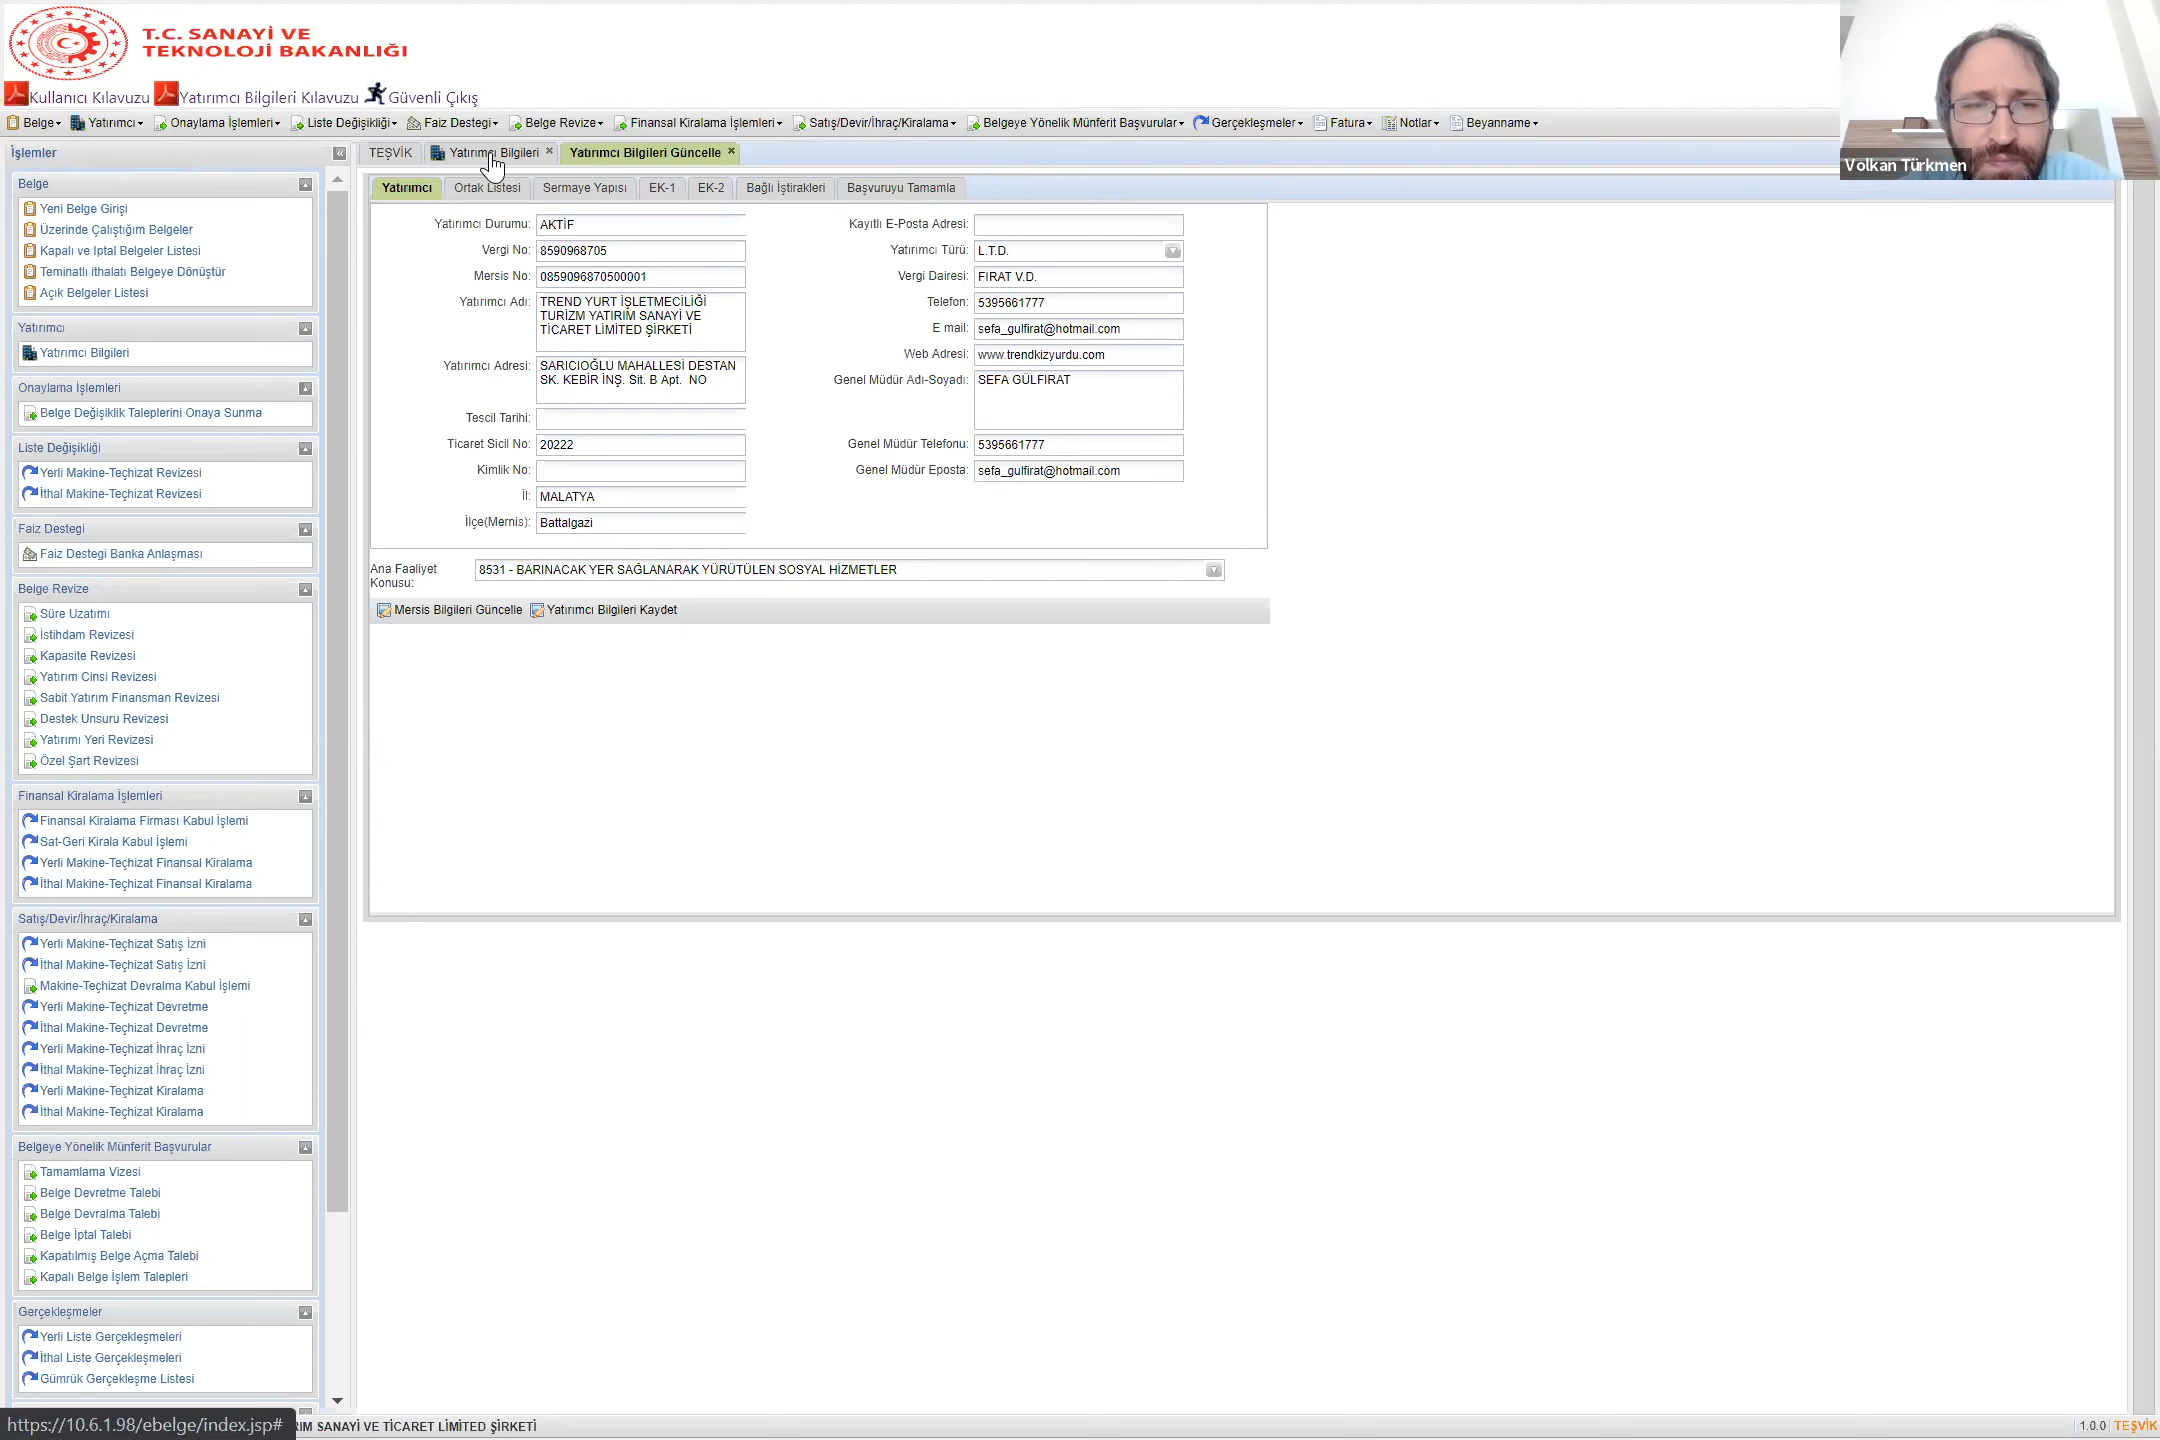 T.C. SANAYİ VE
TEKNOLOJİ BAKANLIĞI
Kullanıcı Kılavuzu Yatırımcı Bilgileri Kılavuzu Güvenli Çıkış
Belge Yatırımcı Onaylama İşlemleri Liste Değişikliği Faiz Destegi Belge Revize Finansal Kiralama İşlemleri Satış/Devir/İhraç/Kiralama Belgeye Yönelik Münferit Başvurular Gerçekleşmeler Fatura Notlar Beyanname
Volkan Türkmen
İşlemler
Belge
Yeni Belge Girişi
Üzerinde Çalıştığım Belgeler
Kapalı ve Iptal Belgeler Listesi
Teminatlı ithalatı Belgeye Dönüştür
Açık Belgeler Listesi
Yatırımcı
Yatırımcı Bilgileri
Onaylama İşlemleri
Belge Değişiklik Taleplerini Onaya Sunma
Liste Değişikliği
Yerli Makine-Teçhizat Revizesi
İthal Makine-Teçhizat Revizesi
Faiz Destegi
Faiz Destegi Banka Anlaşması
Belge Revize
Süre Uzatımı
İstihdam Revizesi
Kapasite Revizesi
Yatırım Cinsi Revizesi
Sabit Yatırım Finansman Revizesi
Destek Unsuru Revizesi
Yatırımı Yeri Revizesi
Özel Şart Revizesi
Finansal Kiralama İşlemleri
Finansal Kiralama Firması Kabul İşlemi
Sat-Geri Kirala Kabul İşlemi
Yerli Makine-Teçhizat Finansal Kiralama
İthal Makine-Teçhizat Finansal Kiralama
Satış/Devir/İhraç/Kiralama
Yerli Makine-Teçhizat Satış İzni
İthal Makine-Teçhizat Satış İzni
Makine-Teçhizat Devralma Kabul İşlemi
Yerli Makine-Teçhizat Devretme
İthal Makine-Teçhizat Devretme
Yerli Makine-Teçhizat İhraç İzni
İthal Makine-Teçhizat İhraç İzni
Yerli Makine-Teçhizat Kiralama
İthal Makine-Teçhizat Kiralama
Belgeye Yönelik Münferit Başvurular
Tamamlama Vizesi
Belge Devretme Talebi
Belge Devralma Talebi
Belge İptal Talebi
Kapatılmış Belge Açma Talebi
Kapalı Belge İşlem Talepleri
Gerçekleşmeler
Yerli Liste Gerçekleşmeleri
İthal Liste Gerçekleşmeleri
Gümrük Gerçekleşme Listesi
TEŞVİK Yatırımcı Bilgileri Yatırımcı Bilgileri Güncelle
Yatırımcı Ortak Listesi Sermaye Yapısı EK-1 EK-2 Bağlı İştirakleri Başvuruyu Tamamla
Yatırımcı Durumu: AKTİF
Vergi No: 8590968705
Mersis No: 0859096870500001
Yatırımcı Adı: TREND YURT İŞLETMECİLİĞİ
TURİZM YATIRIM SANAYİ VE
TİCARET LİMİTED ŞİRKETİ
Yatırımcı Adresi: SARICIOĞLU MAHALLESİ DESTAN
SK. KEBİR İNŞ. Sit. B Apt. NO
Tescil Tarihi:
Ticaret Sicil No: 20222
Kimlik No:
İl: MALATYA
İlçe(Mernis): Battalgazi
Kayıtlı E-Posta Adresi:
Yatırımcı Türü: L.T.D.
Vergi Dairesi: FIRAT V.D.
Telefon: 5395661777
E mail: sefa_gulfirat@hotmail.com
Web Adresi: www.trendkizyurdu.com
Genel Müdür Adı-Soyadı: SEFA GÜLFIRAT
Genel Müdür Telefonu: 5395661777
Genel Müdür Eposta: sefa_gulfirat@hotmail.com
Ana Faaliyet
Konusu: 8531 - BARINACAK YER SAĞLANARAK YÜRÜTÜLEN SOSYAL HİZMETLER
Mersis Bilgileri Güncelle Yatırımcı Bilgileri Kaydet
https://10.6.1.98/ebelge/index.jsp# RIM SANAYİ VE TİCARET LİMİTED ŞİRKETİ
1.0.0 TEŞVİK